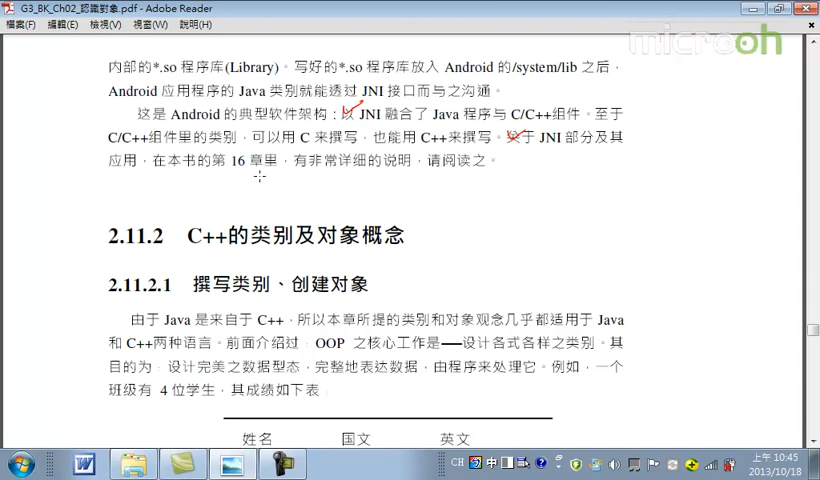 G3_BK_Ch02_認識對象.pdf - Adobe Reader
檔案(F) 編輯(E) 檢視(V) 視窗(W) 說明(H)
microoh
内部的*.so 程序库(Library)。写好的*.so 程序库放入 Android 的/system/lib 之后，
Android 应用程序的 Java 类别就能透过 JNI 接口而与之沟通。
这是 Android 的典型软件架构：以 JNI 融合了 Java 程序与 C/C++组件。至于
C/C++组件里的类别，可以用 C 来撰写，也能用 C++来撰写。关于 JNI 部分及其
应用，在本书的第 16 章里，有非常详细的说明，请阅读之。
2.11.2 C++的类别及对象概念
2.11.2.1 撰写类别、创建对象
由于 Java 是来自于 C++，所以本章所提的类别和对象观念几乎都适用于 Java
和 C++两种语言。前面介绍过 OOP 之核心工作是──设计各式各样之类别。其
目的为 设计完美之数据型态，完整地表达数据，由程序来处理它。例如，一个
班级有 4 位学生，其成绩如下表
姓名 国文 英文
CH 中
上午 10:45
2013/10/18